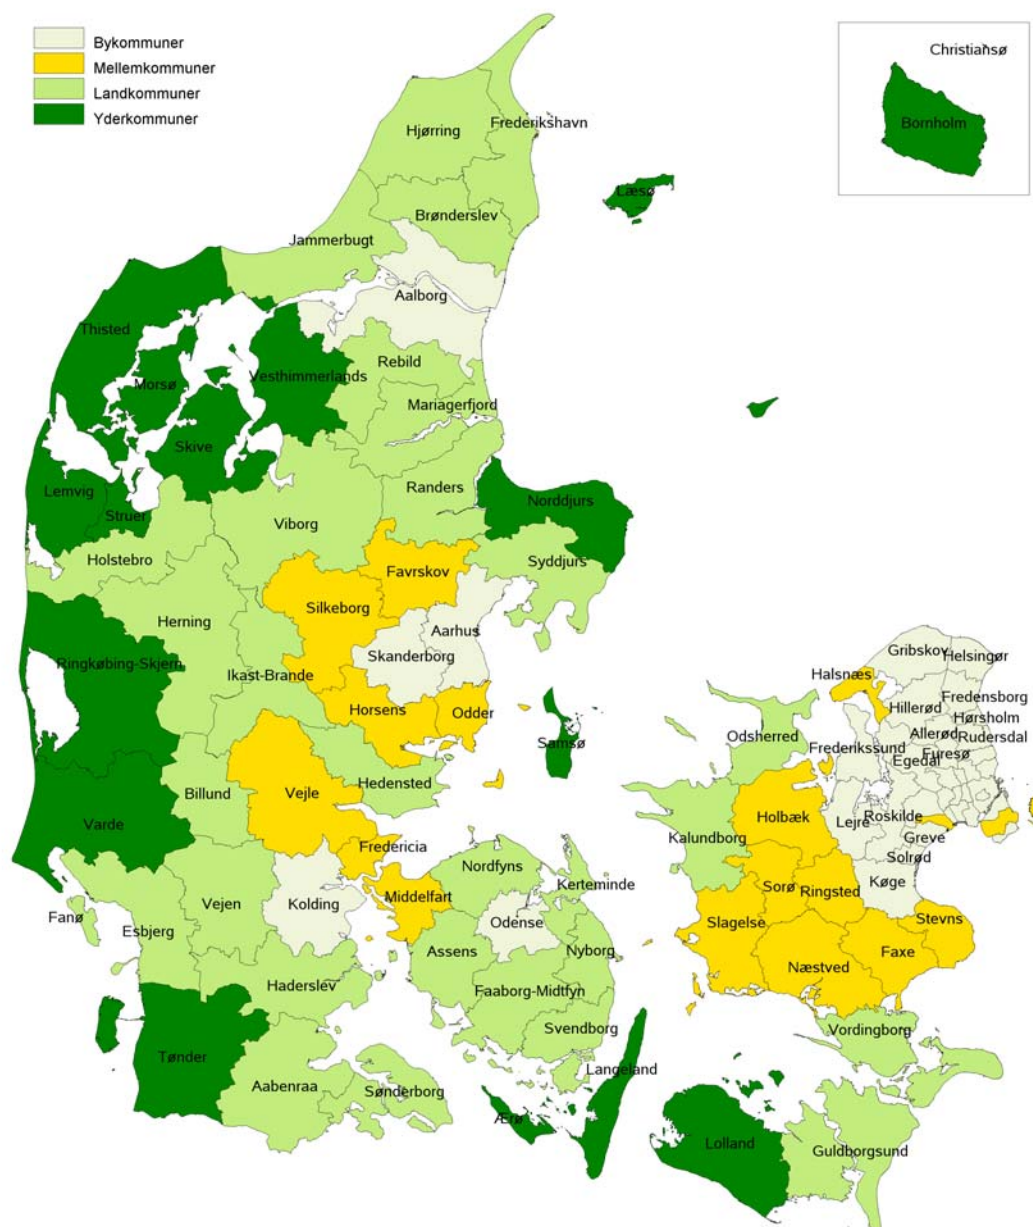 Bykommuner
Mellemkommuner
Landkommuner
Yderkommuner
Christiansø
Bornholm
Hjørring
Frederikshavn
Læsø
Brønderslev
Jammerbugt
Aalborg
Thisted
Rebild
Vesthimmerlands
Morsø
Mariagerfjord
Skive
Randers
Lemvig
Norddjurs
Struer
Viborg
Holstebro
Syddjurs
Favrskov
Silkeborg
Herning
Aarhus
Skanderborg
Ringkøbing-Skjern
Ikast-Brande
Horsens
Odder
Samsø
Hedensted
Billund
Vejle
Varde
Fredericia
Gribskov
Helsingør
Halsnæs
Fredensborg
Hillerød
Hørsholm
Allerød
Rudersdal
Odsherred
Frederikssund
Furesø
Egedal
Holbæk
Lejre
Roskilde
Kalundborg
Greve
Solrød
Køge
Sorø
Ringsted
Slagelse
Stevns
Faxe
Næstved
Vordingborg
Nordfyns
Kerteminde
Middelfart
Kolding
Vejen
Fanø
Esbjerg
Odense
Assens
Nyborg
Haderslev
Faaborg-Midtfyn
Svendborg
Tønder
Langeland
Aabenraa
Sønderborg
Ærø
Lolland
Guldborgsund